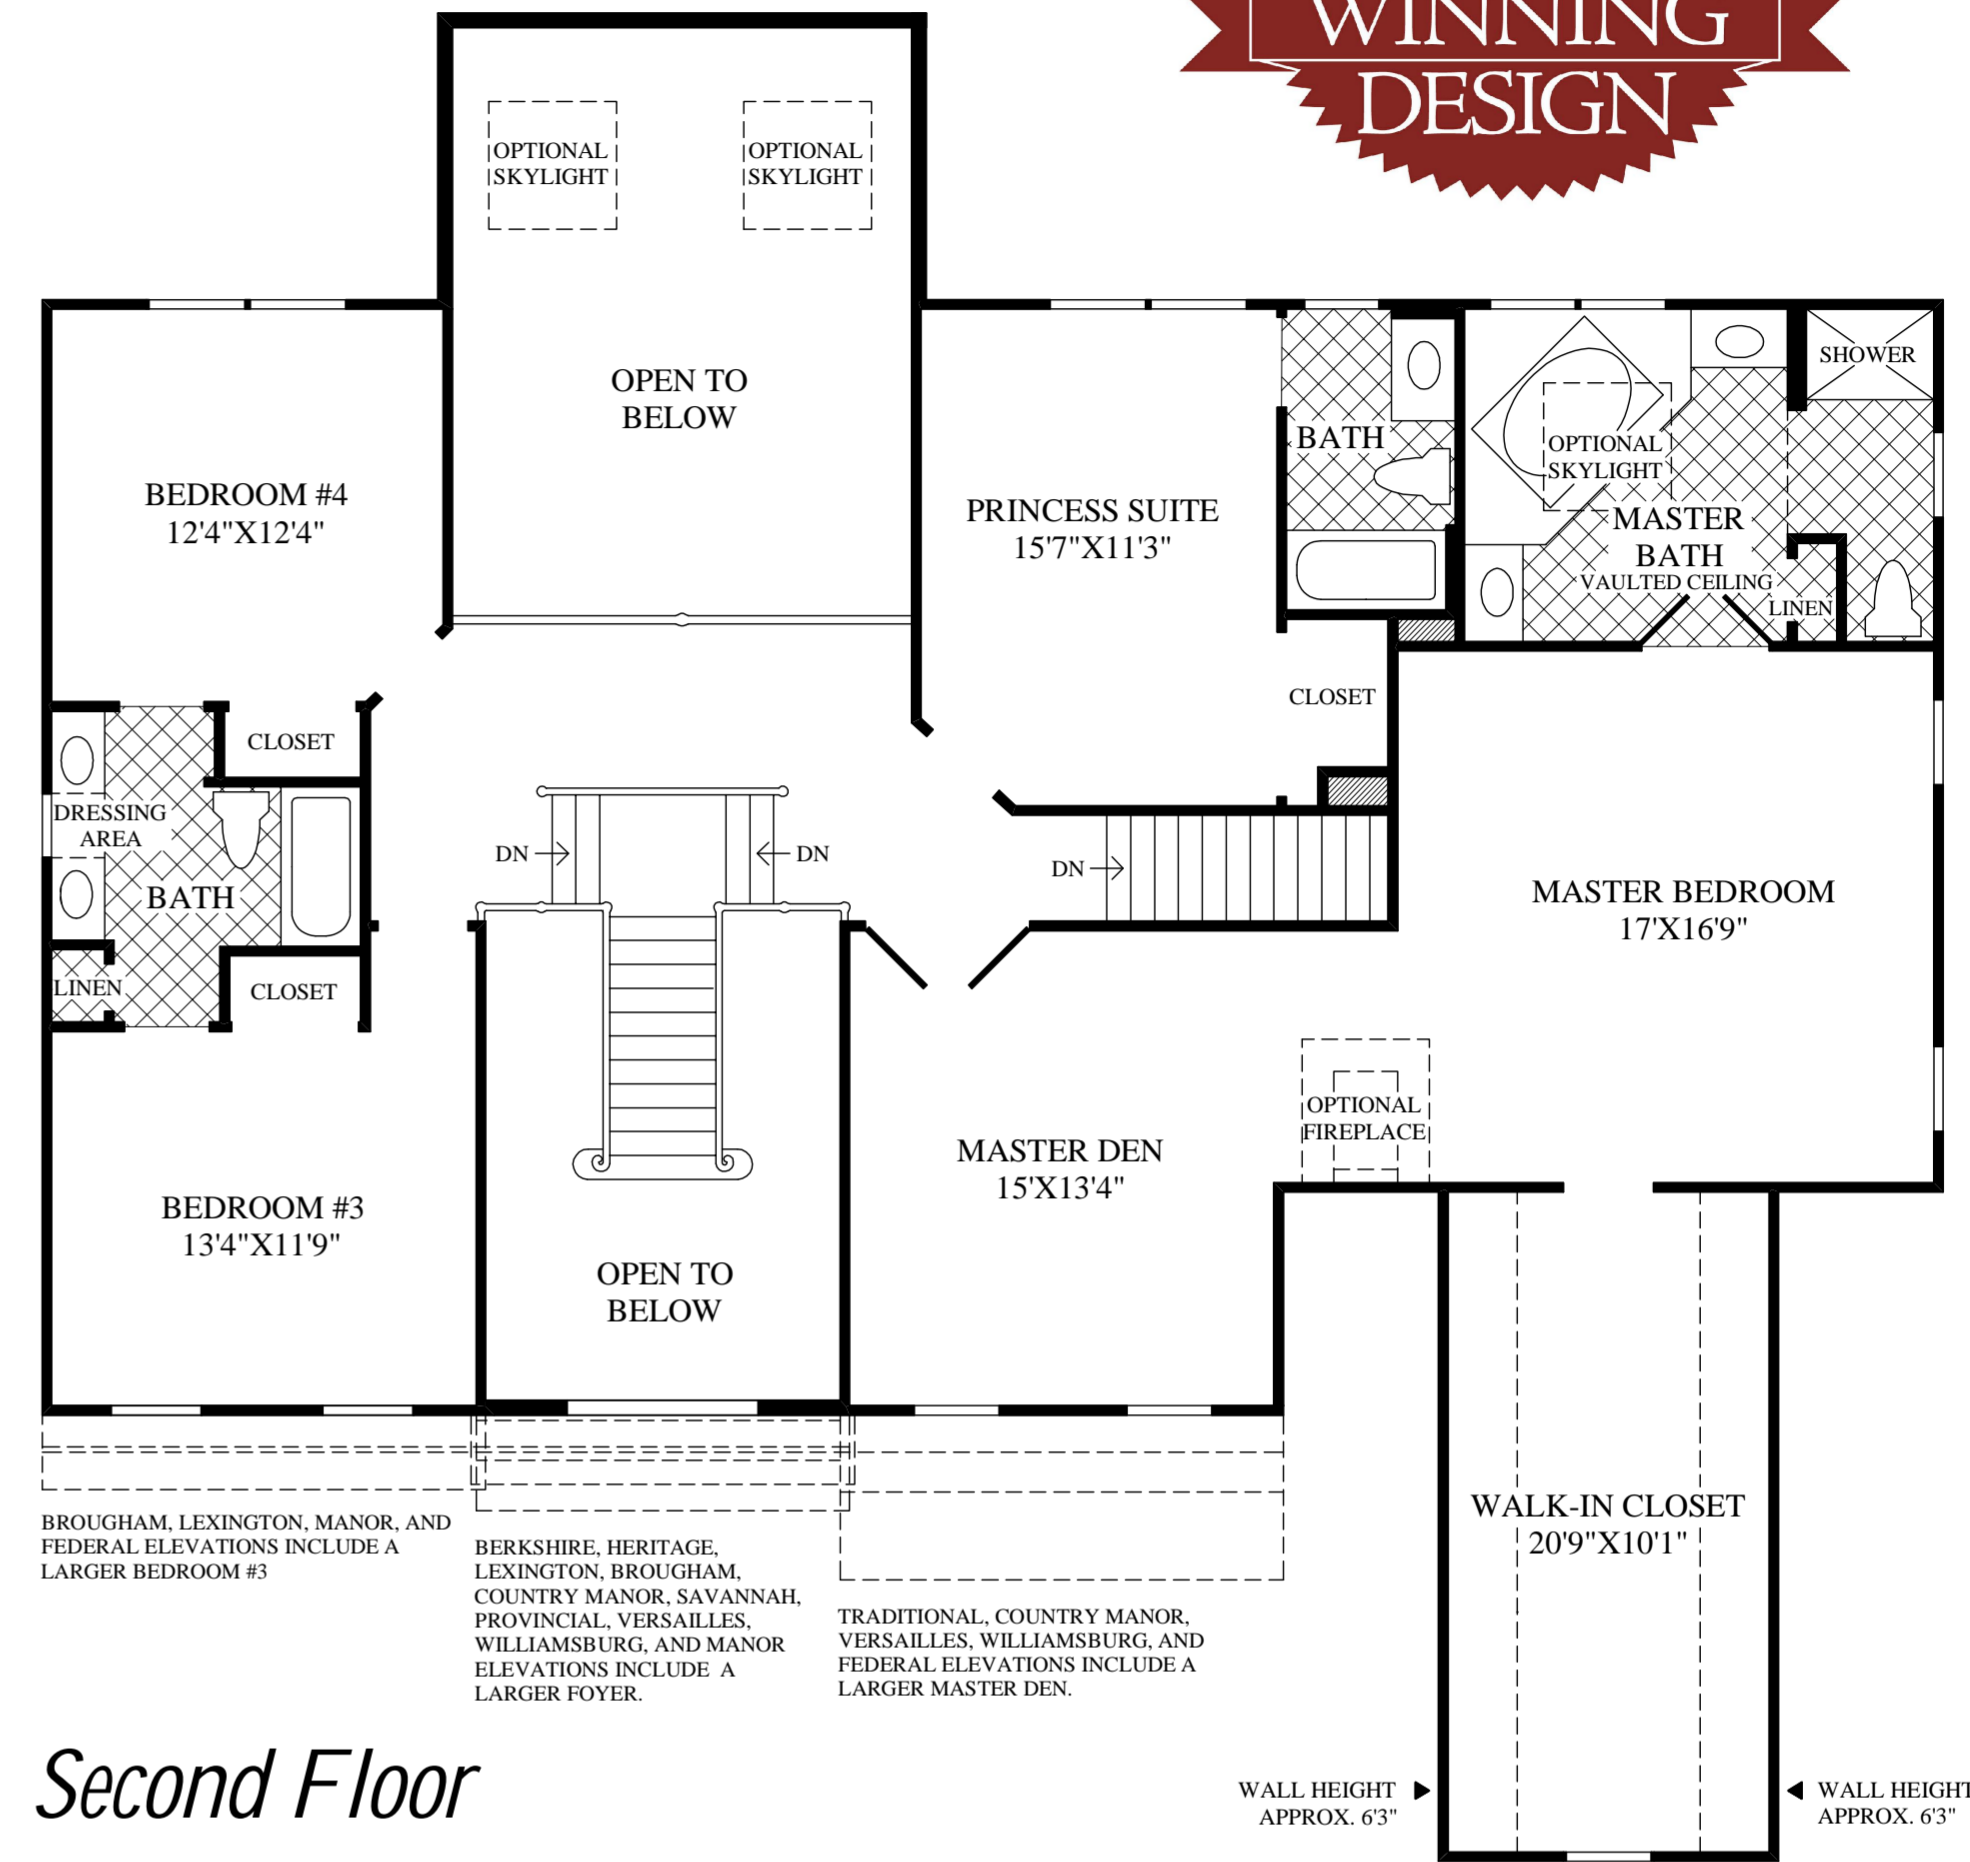 WINNING
DESIGN
OPTIONAL
SKYLIGHT
OPTIONAL
SKYLIGHT
OPEN TO
BELOW
BEDROOM #4
12'4"X12'4"
PRINCESS SUITE
15'7"X11'3"
BATH
SHOWER
OPTIONAL
SKYLIGHT
MASTER
BATH
VAULTED CEILING
LINEN
CLOSET
CLOSET
DRESSING
AREA
BATH
LINEN
CLOSET
DN
DN
DN
MASTER BEDROOM
17'X16'9"
OPTIONAL
FIREPLACE
MASTER DEN
15'X13'4"
BEDROOM #3
13'4"X11'9"
OPEN TO
BELOW
WALK-IN CLOSET
20'9"X10'1"
BROUGHAM, LEXINGTON, MANOR, AND
FEDERAL ELEVATIONS INCLUDE A
LARGER BEDROOM #3
BERKSHIRE, HERITAGE,
LEXINGTON, BROUGHAM,
COUNTRY MANOR, SAVANNAH,
PROVINCIAL, VERSAILLES,
WILLIAMSBURG, AND MANOR
ELEVATIONS INCLUDE A
LARGER FOYER.
TRADITIONAL, COUNTRY MANOR,
VERSAILLES, WILLIAMSBURG, AND
FEDERAL ELEVATIONS INCLUDE A
LARGER MASTER DEN.
Second Floor
WALL HEIGHT
APPROX. 6'3"
WALL HEIGHT
APPROX. 6'3"